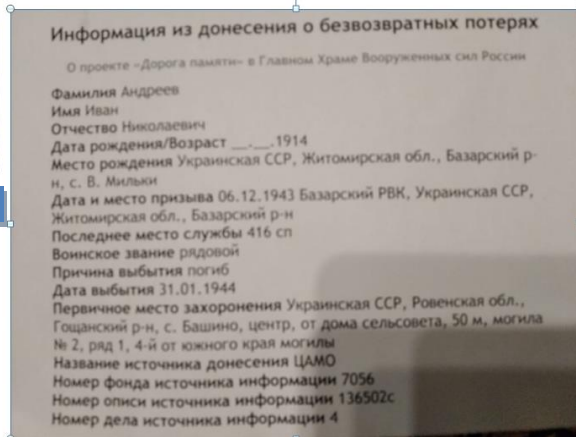 Информация из донесения о безвозвратных потерях
О проекте «Дорога памяти» в Главном Храме Вооруженных сил России
Фамилия Андреев
Имя Иван
Отчество Николаевич
Дата рождения/Возраст __.__.1914
Место рождения Украинская ССР, Житомирская обл., Базарский р-
н, с. В. Мильки
Дата и место призыва 06.12.1943 Базарский РВК, Украинская ССР,
Житомирская обл., Базарский р-н
Последнее место службы 416 сп
Воинское звание рядовой
Причина выбытия погиб
Дата выбытия 31.01.1944
Первичное место захоронения Украинская ССР, Ровенская обл.,
Гощанский р-н, с. Башино, центр, от дома сельсовета, 50 м, могила
№ 2, ряд 1, 4-й от южного края могилы
Название источника донесения ЦАМО
Номер фонда источника информации 7056
Номер описи источника информации 136502с
Номер дела источника информации 4